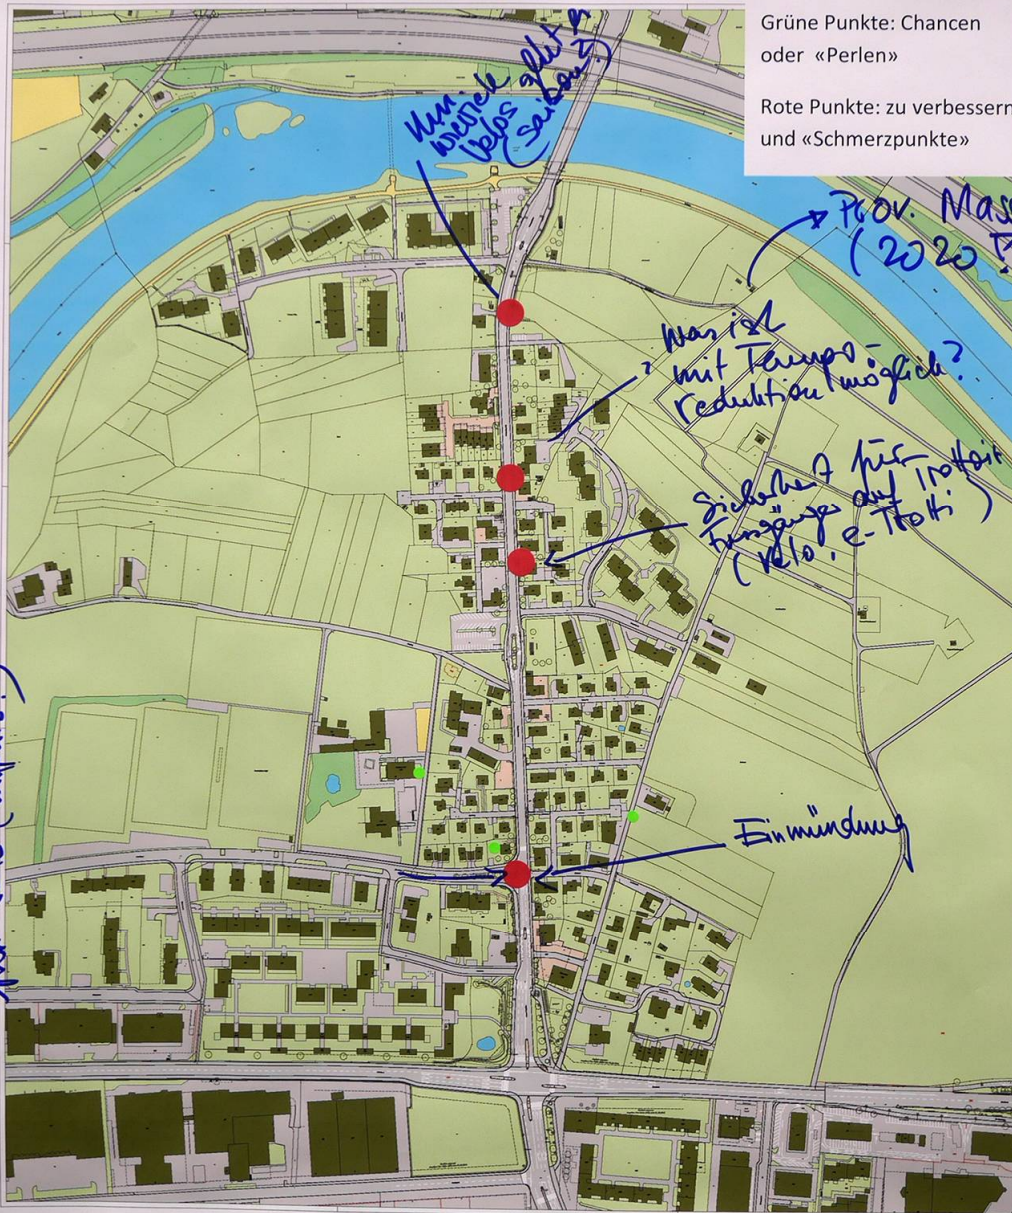 Grüne Punkte: Chancen
oder «Perlen»
Rote Punkte: zu verbessern
und «Schmerzpunkte»
Velos
Prov. Mass
(2020
Was ist
mit Tempo-
reduktion möglich?
Sicherheit für
Fussgänger auf Trottoir
(Velo, e-Trotti)
Einmündung